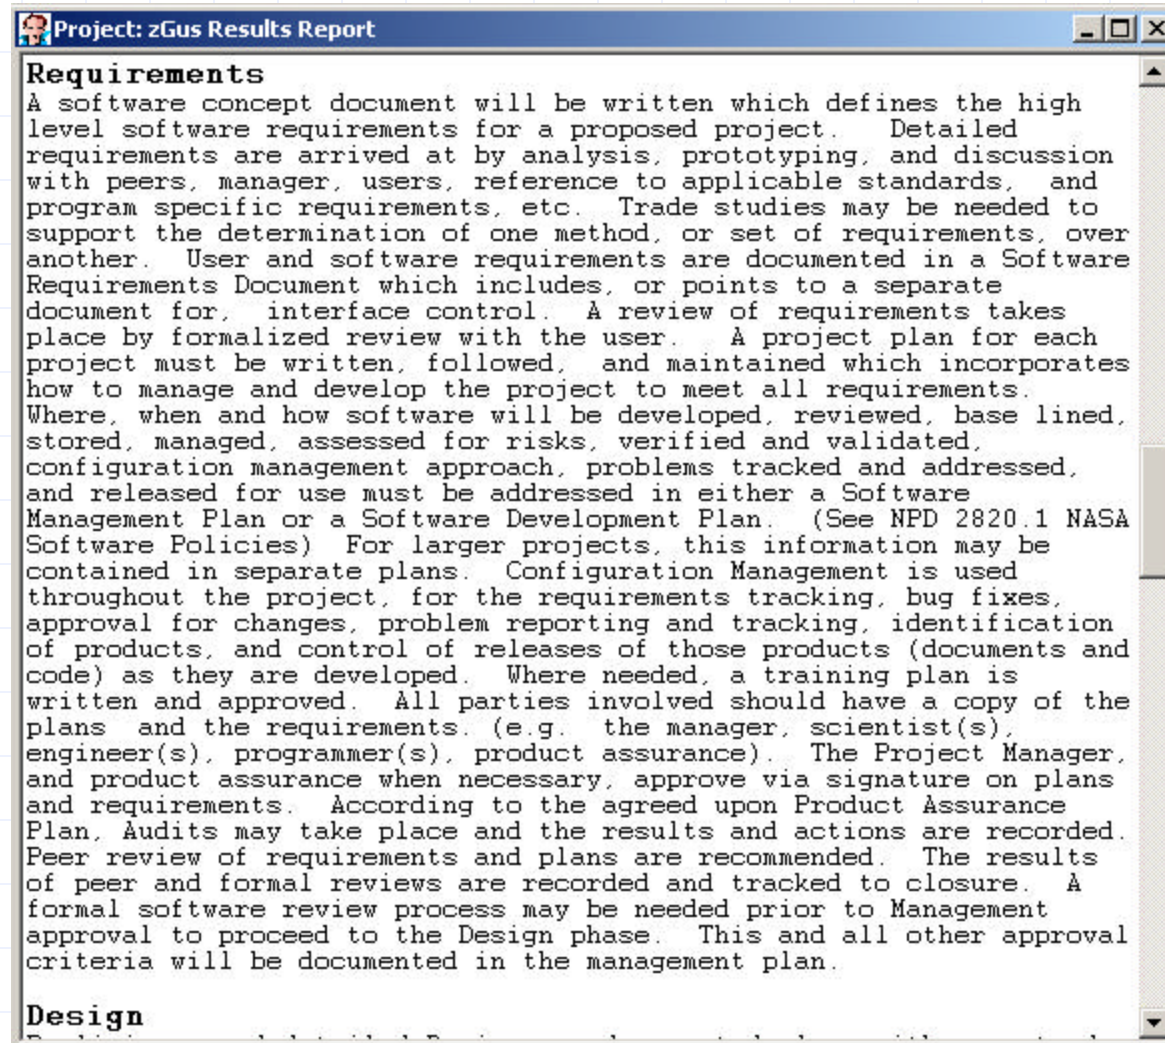 Project: zGus Results Report
Requirements
A software concept document will be written which defines the high
level software requirements for a proposed project.  Detailed
requirements are arrived at by analysis, prototyping, and discussion
with peers, manager, users, reference to applicable standards,  and
program specific requirements, etc.  Trade studies may be needed to
support the determination of one method, or set of requirements, over
another.  User and software requirements are documented in a Software
Requirements Document which includes, or points to a separate
document for,  interface control.  A review of requirements takes
place by formalized review with the user.   A project plan for each
project must be written, followed,  and maintained which incorporates
how to manage and develop the project to meet all requirements.
Where, when and how software will be developed, reviewed, base lined,
stored, managed, assessed for risks, verified and validated,
configuration management approach, problems tracked and addressed,
and released for use must be addressed in either a Software
Management Plan or a Software Development Plan.  (See NPD 2820.1 NASA
Software Policies)  For larger projects, this information may be
contained in separate plans.  Configuration Management is used
throughout the project, for the requirements tracking, bug fixes,
approval for changes, problem reporting and tracking, identification
of products, and control of releases of those products (documents and
code) as they are developed.  Where needed, a training plan is
written and approved.  All parties involved should have a copy of the
plans  and the requirements. (e.g.  the manager, scientist(s),
engineer(s), programmer(s), product assurance).  The Project Manager,
and product assurance when necessary, approve via signature on plans
and requirements.  According to the agreed upon Product Assurance
Plan, Audits may take place and the results and actions are recorded.
Peer review of requirements and plans are recommended.  The results
of peer and formal reviews are recorded and tracked to closure.  A
formal software review process may be needed prior to Management
approval to proceed to the Design phase.  This and all other approval
criteria will be documented in the management plan.
Design